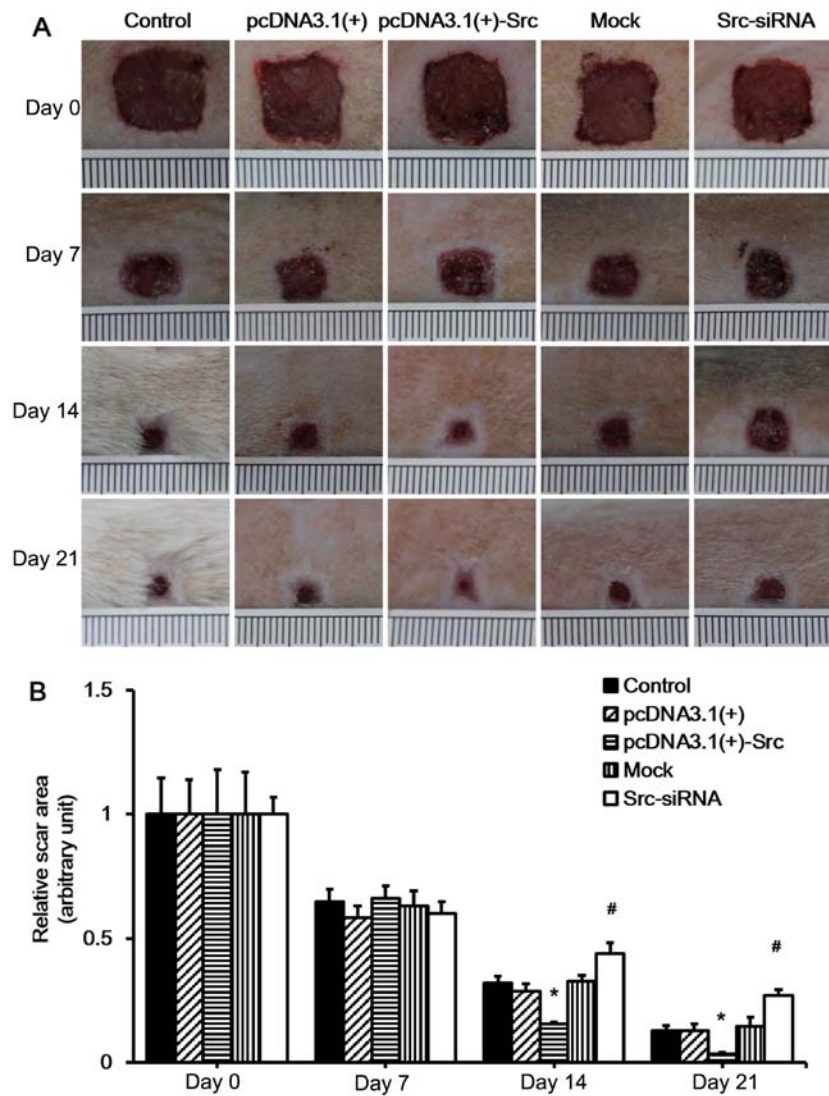 A
Control pcDNA3.1(+) pcDNA3.1(+)-Src Mock Src-siRNA
Day 0
Day 7
Day 14
Day 21
B
1.5
1
0.5
0
Relative scar area
(arbitrary unit)
Control
pcDNA3.1(+)
pcDNA3.1(+)-Src
Mock
Src-siRNA
#
*
#
*
Day 0 Day 7 Day 14 Day 21